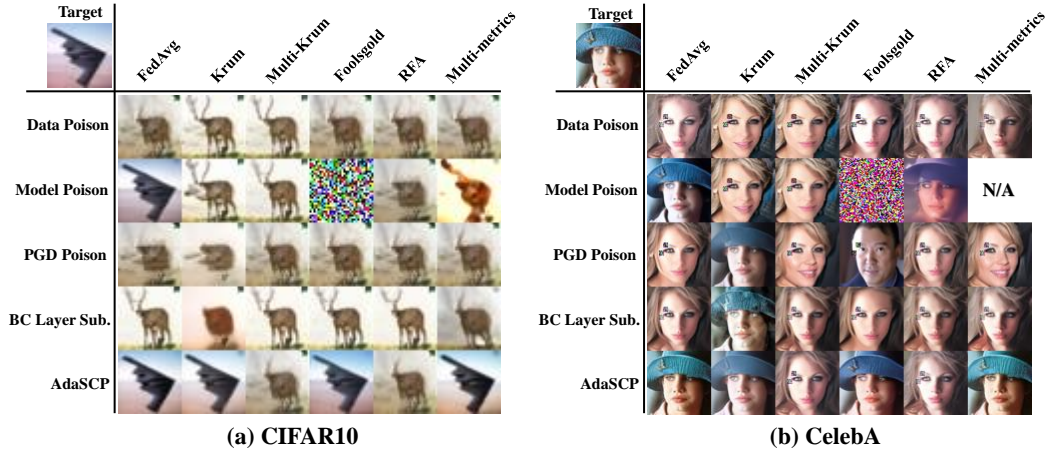 Target
FedAvg
Krum
Multi-Krum
Foolsgold
RFA
Multi-metrics
Data Poison
Model Poison
PGD Poison
BC Layer Sub.
AdaSCP
(a) CIFAR10
Target
FedAvg
Krum
Multi-Krum
Foolsgold
RFA
Multi-metrics
Data Poison
Model Poison
N/A
PGD Poison
BC Layer Sub.
AdaSCP
(b) CelebA